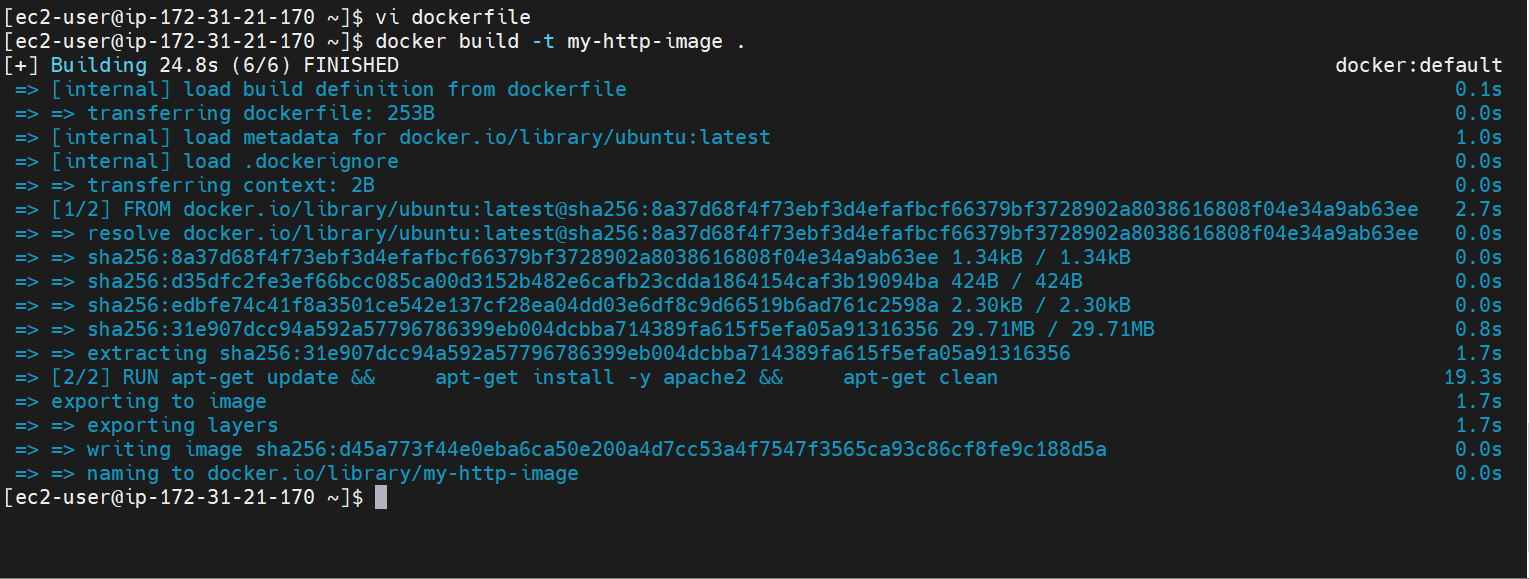 [ec2-user@ip-172-31-21-170 ~]$ vi dockerfile
[ec2-user@ip-172-31-21-170 ~]$ docker build -t my-http-image .
[+] Building 24.8s (6/6) FINISHED docker:default
=> [internal] load build definition from dockerfile 0.1s
=> => transferring dockerfile: 253B 0.0s
=> [internal] load metadata for docker.io/library/ubuntu:latest 1.0s
=> [internal] load .dockerignore 0.0s
=> => transferring context: 2B 0.0s
=> [1/2] FROM docker.io/library/ubuntu:latest@sha256:8a37d68f4f73ebf3d4efafbcf66379bf3728902a8038616808f04e34a9ab63ee 2.7s
=> => resolve docker.io/library/ubuntu:latest@sha256:8a37d68f4f73ebf3d4efafbcf66379bf3728902a8038616808f04e34a9ab63ee 0.0s
=> => sha256:8a37d68f4f73ebf3d4efafbcf66379bf3728902a8038616808f04e34a9ab63ee 1.34kB / 1.34kB 0.0s
=> => sha256:d35dfc2fe3ef66bcc085ca00d3152b482e6cafb23cdda1864154caf3b19094ba 424B / 424B 0.0s
=> => sha256:edbfe74c41f8a3501ce542e137cf28ea04dd03e6df8c9d66519b6ad761c2598a 2.30kB / 2.30kB 0.0s
=> => sha256:31e907dcc94a592a57796786399eb004dcbba714389fa615f5efa05a91316356 29.71MB / 29.71MB 0.8s
=> => extracting sha256:31e907dcc94a592a57796786399eb004dcbba714389fa615f5efa05a91316356 1.7s
=> [2/2] RUN apt-get update &&     apt-get install -y apache2 &&     apt-get clean 19.3s
=> exporting to image 1.7s
=> => exporting layers 1.7s
=> => writing image sha256:d45a773f44e0eba6ca50e200a4d7cc53a4f7547f3565ca93c86cf8fe9c188d5a 0.0s
=> => naming to docker.io/library/my-http-image 0.0s
[ec2-user@ip-172-31-21-170 ~]$